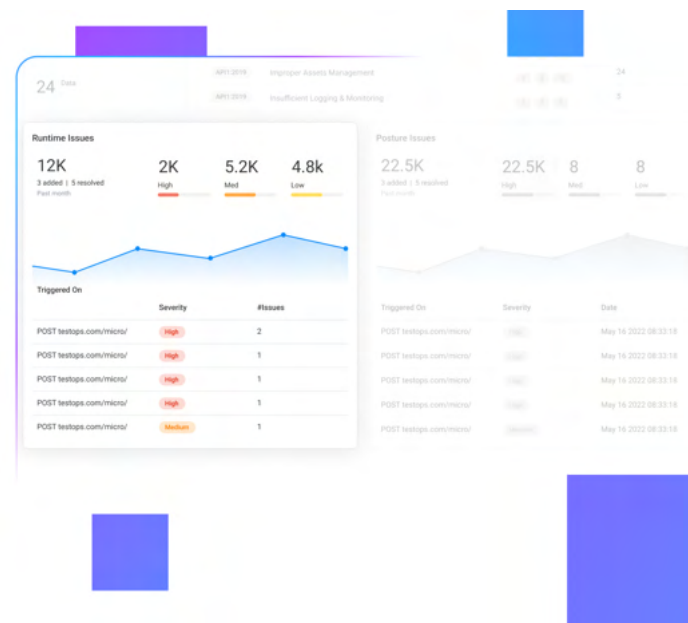 24 Data
API1:2019 Improper Assets Management 24
API1:2019 Insufficient Logging & Monitoring 5
Runtime Issues
12K
3 added | 5 resolved
Past month
2K
High
5.2K
Med
4.8k
Low
Triggered On
Severity #Issues
POST testops.com/micro/ High 2
POST testops.com/micro/ High 1
POST testops.com/micro/ High 1
POST testops.com/micro/ High 1
POST testops.com/micro/ Medium 1
Posture Issues
22.5K
3 added | 5 resolved
Past month
22.5K
High
8
Med
8
Low
Triggered On Severity Date
POST testops.com/micro/ May 16 2022 08:33:18
POST testops.com/micro/ May 16 2022 08:33:18
POST testops.com/micro/ May 16 2022 08:33:18
POST testops.com/micro/ May 16 2022 08:33:18
POST testops.com/micro/ May 16 2022 08:33:18